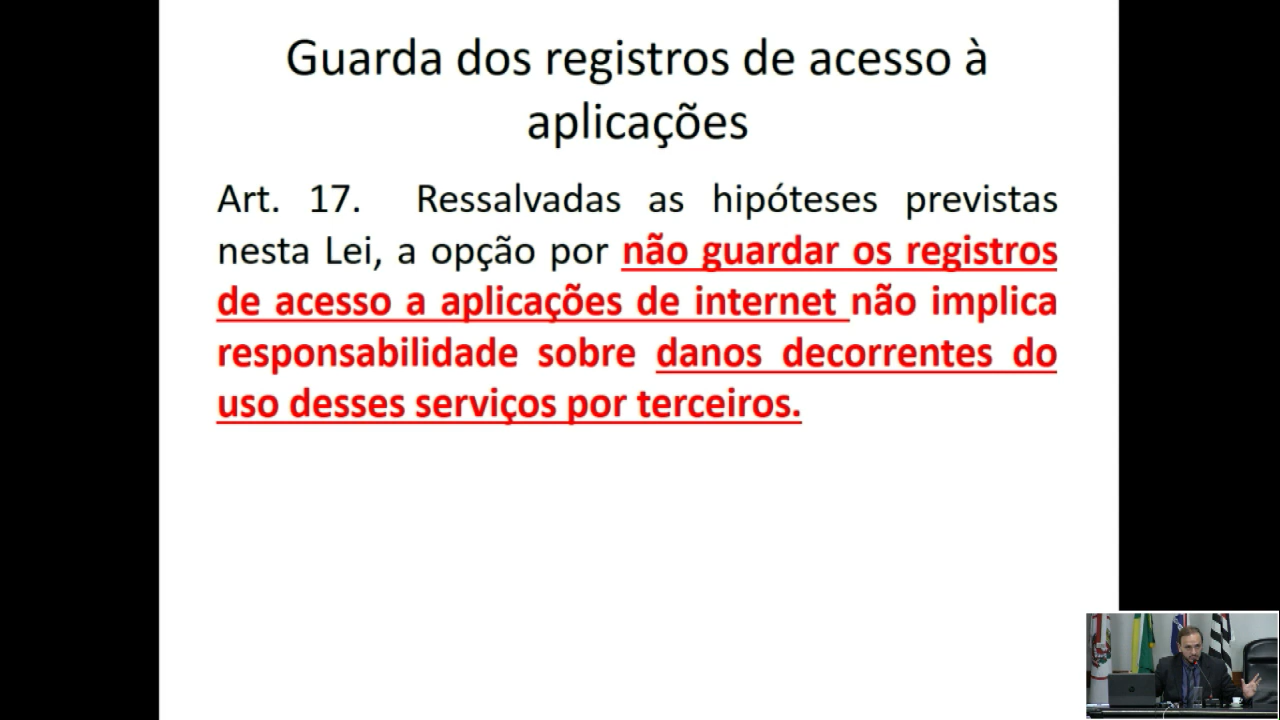 Guarda dos registros de acesso à
aplicações
Art. 17. Ressalvadas as hipóteses previstas
nesta Lei, a opção por não guardar os registros
de acesso a aplicações de internet não implica
responsabilidade sobre danos decorrentes do
uso desses serviços por terceiros.